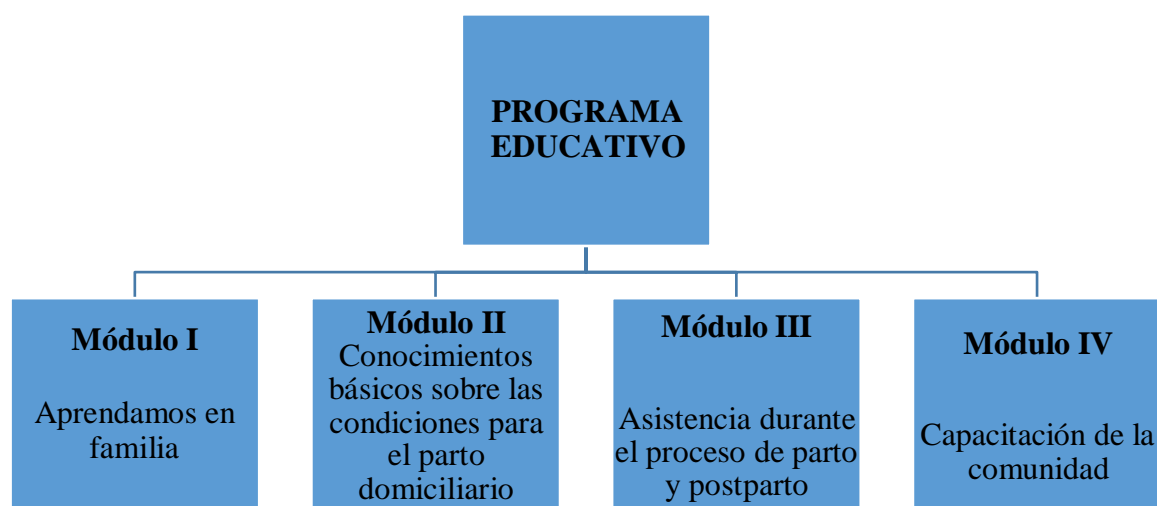 PROGRAMA
EDUCATIVO
Módulo I
Aprendamos en
familia
Módulo II
Conocimientos
básicos sobre las
condiciones para
el parto
domiciliario
Módulo III
Asistencia durante
el proceso de parto
y postparto
Módulo IV
Capacitación de la
comunidad